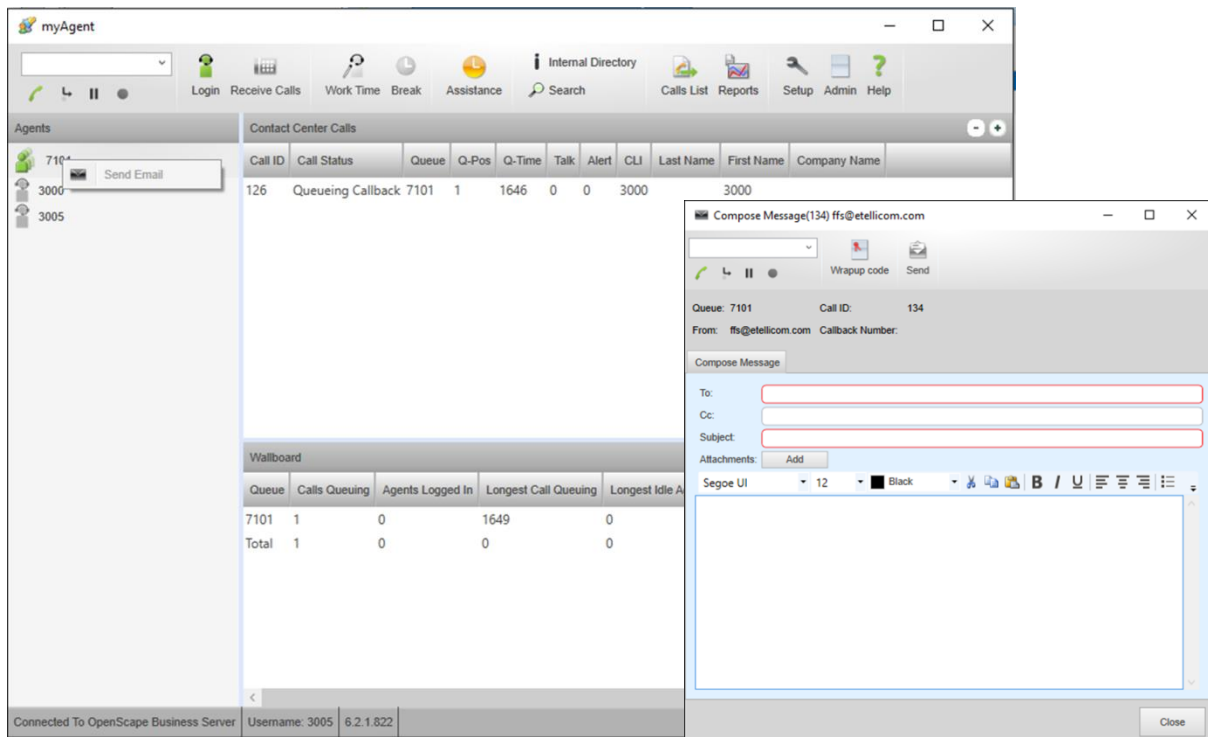 myAgent
Login Receive Calls Work Time Break Assistance Internal Directory Search Calls List Reports Setup Admin Help
Agents
7101
Send Email
3000
3005
Contact Center Calls
Call ID Call Status Queue Q-Pos Q-Time Talk Alert CLI Last Name First Name Company Name
126 Queueing Callback 7101 1 1646 0 0 3000 3000
Wallboard
Queue Calls Queuing Agents Logged In Longest Call Queuing Longest Idle A
7101 1 0 1649 0
Total 1 0 0 0
Connected To OpenScape Business Server Username: 3005 6.2.1.822
Compose Message(134) ffs@etellicom.com
Wrapup code Send
Queue: 7101 Call ID: 134
From: ffs@etellicom.com Callback Number:
Compose Message
To:
Cc:
Subject:
Attachments: Add
Segoe UI 12 Black B I U
Close